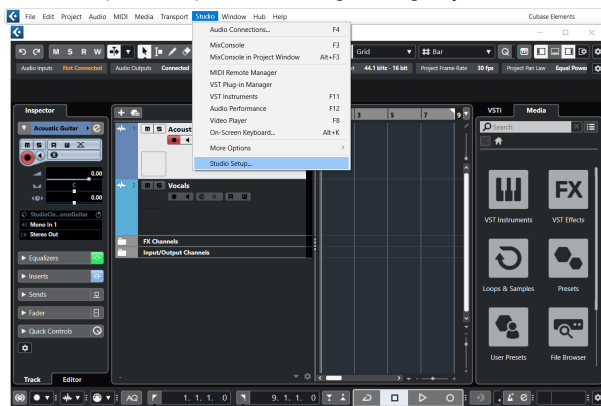 File Edit Project Audio MIDI Media Transport Studio Window Hub Help Cubase Elements
Audio Connections... F4
MixConsole F3
MixConsole in Project Window Alt+F3
MIDI Remote Manager
VST Plug-in Manager
VST Instruments F11
Audio Performance F12
Video Player F8
On-Screen Keyboard... Alt+K
More Options
Studio Setup...
M S R W
Grid
Bar
Q
Audio Inputs Not Connected Audio Outputs Connected
44.1 kHz - 16 bit Project Frame Rate 30 fps Project Pan Law Equal Power
Inspector
Acoustic Guitar
M S R W
0.00
C
0.00
Mono In 1
Stereo Out
Equalizers
Inserts
Sends
Fader
Quick Controls
Track Editor
1 M S Acoust
2 M S Vocals
R W
FX Channels
Input/Output Channels
3 5 7 9
VSTi Media
Search
VST Instruments
FX
VST Effects
Loops & Samples
Presets
User Presets
File Browser
AQ
1. 1. 1. 0
9. 1. 1. 0